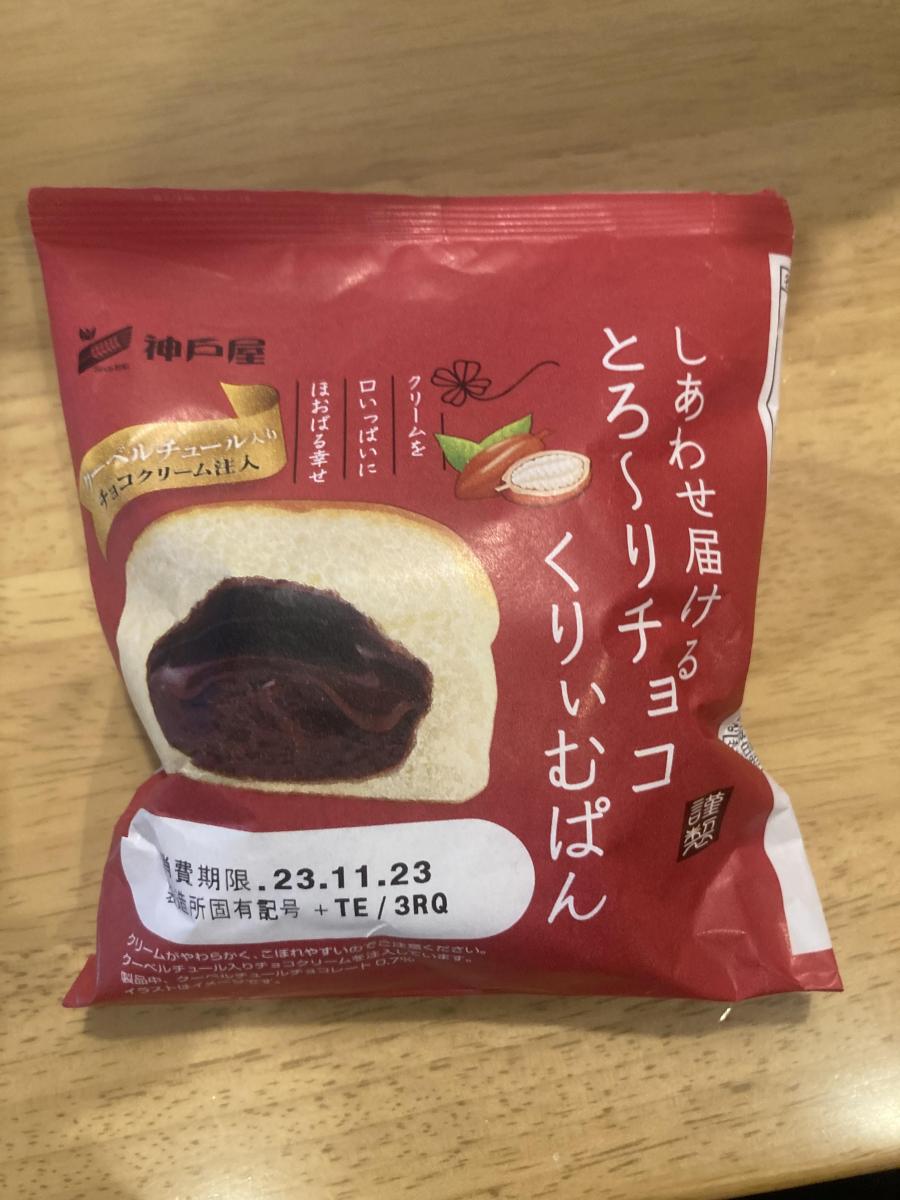 神戸屋
クーベルチュール入り
チョコクリーム注入
クリームを
口いっぱいに
ほおばる幸せ
しあわせ届ける
とろ〜りチョコ
くりぃむぱん
謹製
消費期限.23.11.23
製造所固有記号 +TE/3RQ
クリームがやわらかく、こぼれやすいのでご注意ください。
クーベルチュール入りチョコクリームを注入しています。
製品中、クーベルチュールチョコレート 0.7%
イラストはイメージです。